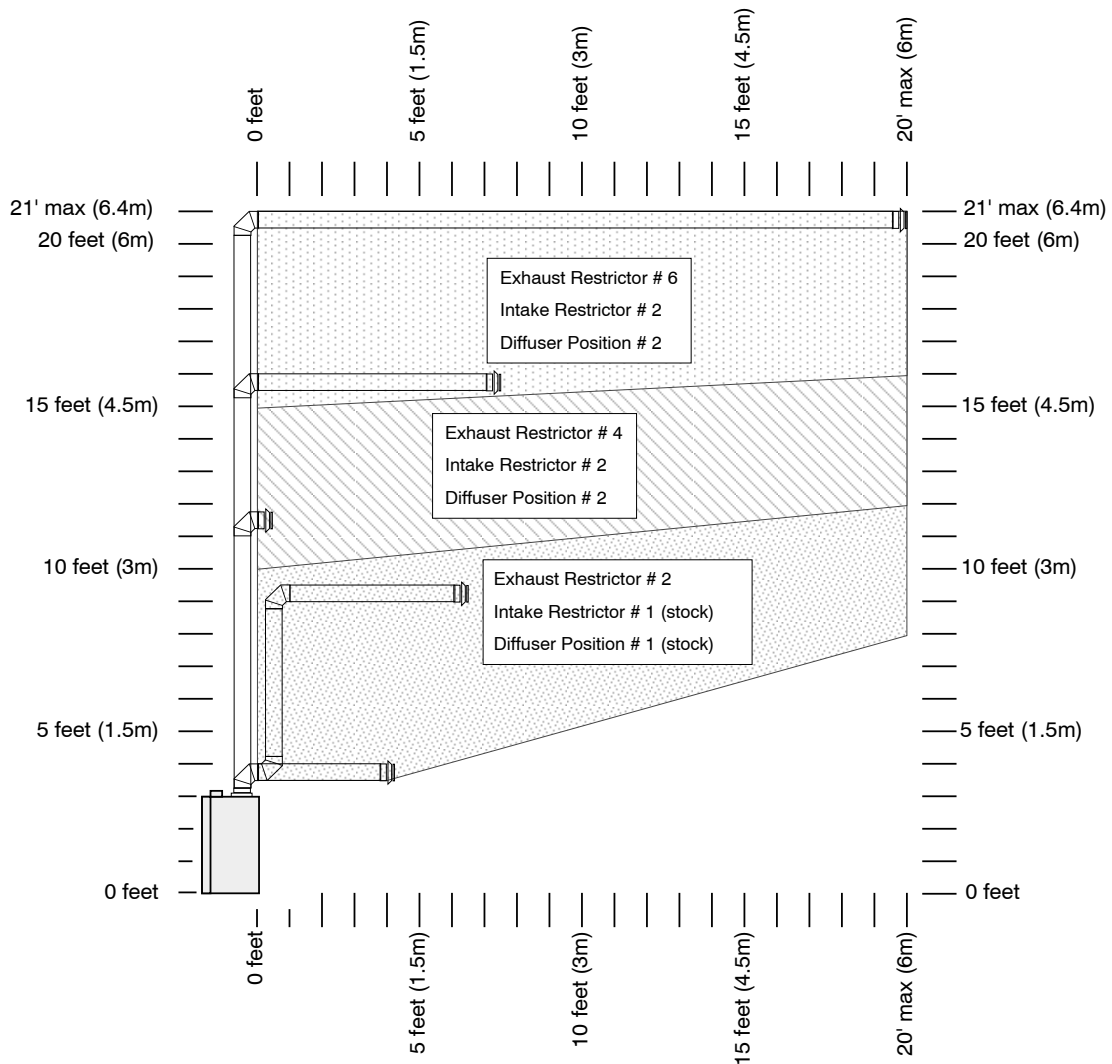 0 feet
5 feet (1.5m)
10 feet (3m)
15 feet (4.5m)
20' max (6m)
21' max (6.4m)
20 feet (6m)
15 feet (4.5m)
10 feet (3m)
5 feet (1.5m)
0 feet
Exhaust Restrictor # 6
Intake Restrictor # 2
Diffuser Position # 2
Exhaust Restrictor # 4
Intake Restrictor # 2
Diffuser Position # 2
Exhaust Restrictor # 2
Intake Restrictor # 1 (stock)
Diffuser Position # 1 (stock)
21' max (6.4m)
20 feet (6m)
15 feet (4.5m)
10 feet (3m)
5 feet (1.5m)
0 feet
0 feet
5 feet (1.5m)
10 feet (3m)
15 feet (4.5m)
20' max (6m)